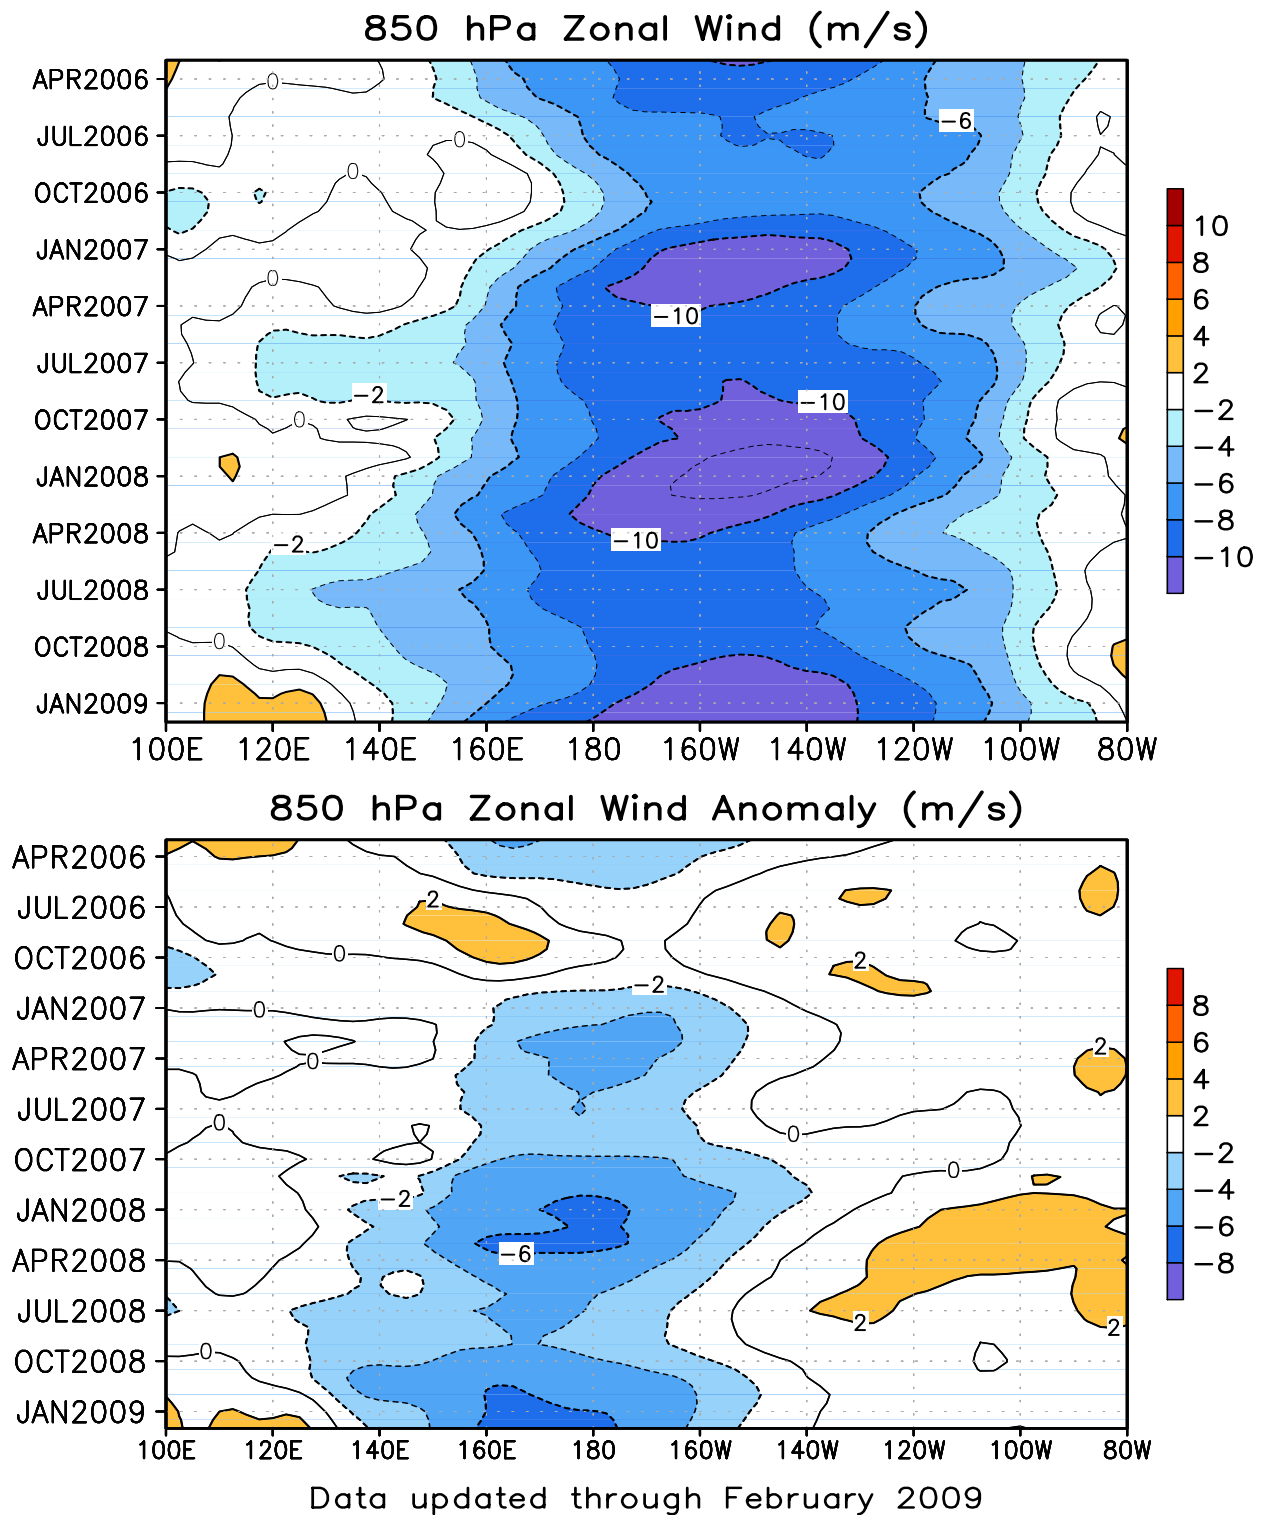 850 hPa Zonal Wind (m/s)
APR2006
JUL2006
OCT2006
JAN2007
APR2007
JUL2007
OCT2007
JAN2008
APR2008
JUL2008
OCT2008
JAN2009
0
0
0
0
0
0
-6
-10
-2
-10
-10
-2
100E 120E 140E 160E 180 160W 140W 120W 100W 80W
10
8
6
4
2
-2
-4
-6
-8
-10
850 hPa Zonal Wind Anomaly (m/s)
APR2006
JUL2006
OCT2006
JAN2007
APR2007
JUL2007
OCT2007
JAN2008
APR2008
JUL2008
OCT2008
JAN2009
2
0
2
-2
0
2
0
0
0
0
-2
-6
2
2
0
100E 120E 140E 160E 180 160W 140W 120W 100W 80W
8
6
4
2
-2
-4
-6
-8
Data updated through February 2009